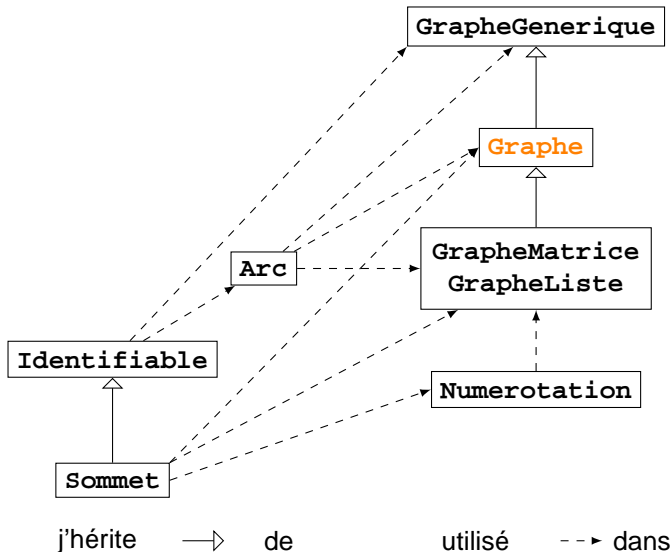 GrapheGenerique
Graphe
Arc
GrapheMatrice
GrapheListe
Identifiable
Numerotation
Sommet
j'hérite de utilisé dans